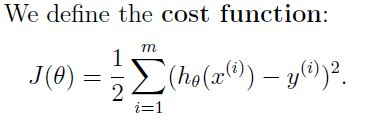 We define the cost function:
J(θ) = 1/2 ∑_{i=1}^{m} (h_θ(x^{(i)}) − y^{(i)})².